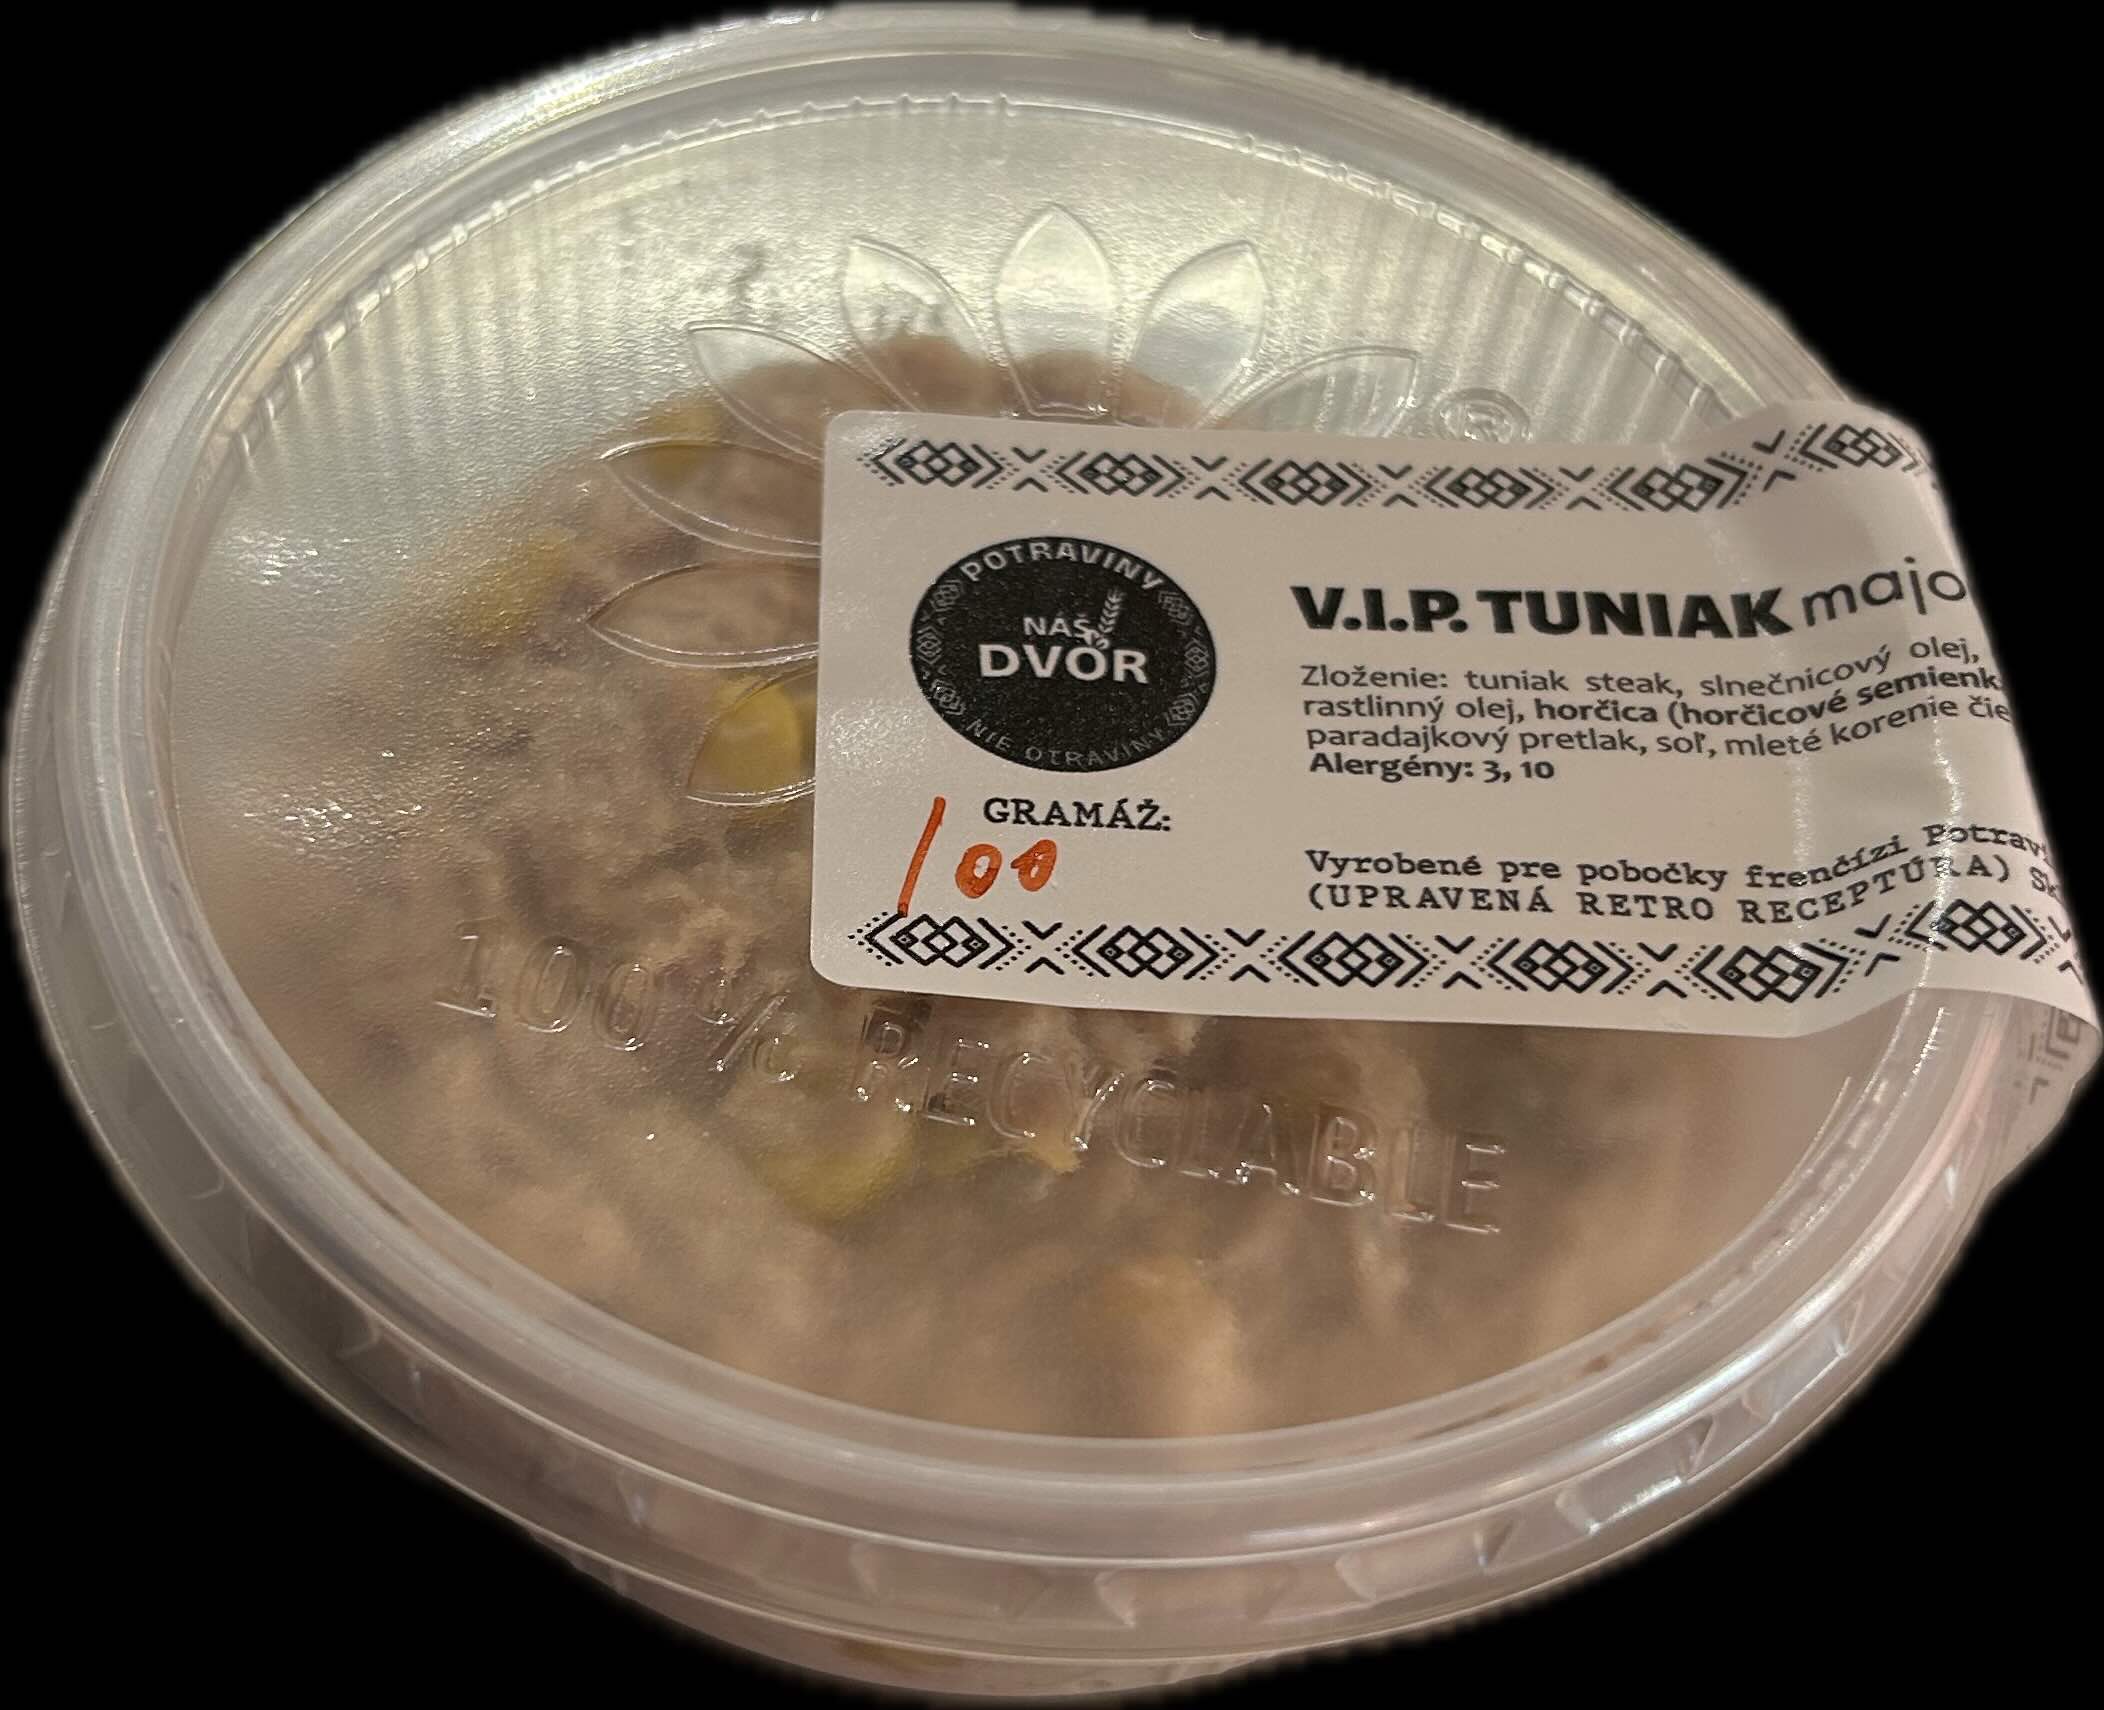 POTRAVINY
NÁŠ
DVOR
NIE OTRAVINY
GRAMÁŽ:
100
V.I.P. TUNIAK majo
Zloženie: tuniak steak, slnečnicový olej,
rastlinný olej, horčica (horčicové semienk
paradajkový pretlak, soľ, mleté korenie čie
Alergény: 3, 10
Vyrobené pre pobočky frenčízi Potrav
(UPRAVENÁ RETRO RECEPTÚRA)
100% RECYCLABLE